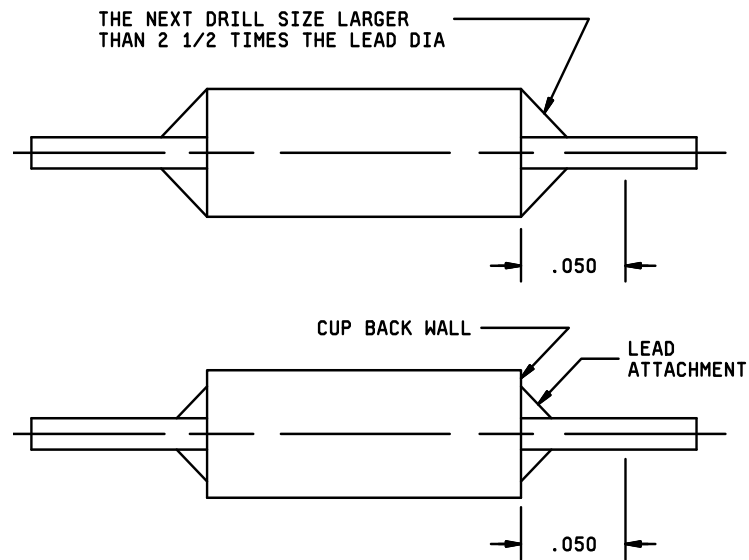 THE NEXT DRILL SIZE LARGER
THAN 2 1/2 TIMES THE LEAD DIA
.050
CUP BACK WALL
LEAD
ATTACHMENT
.050